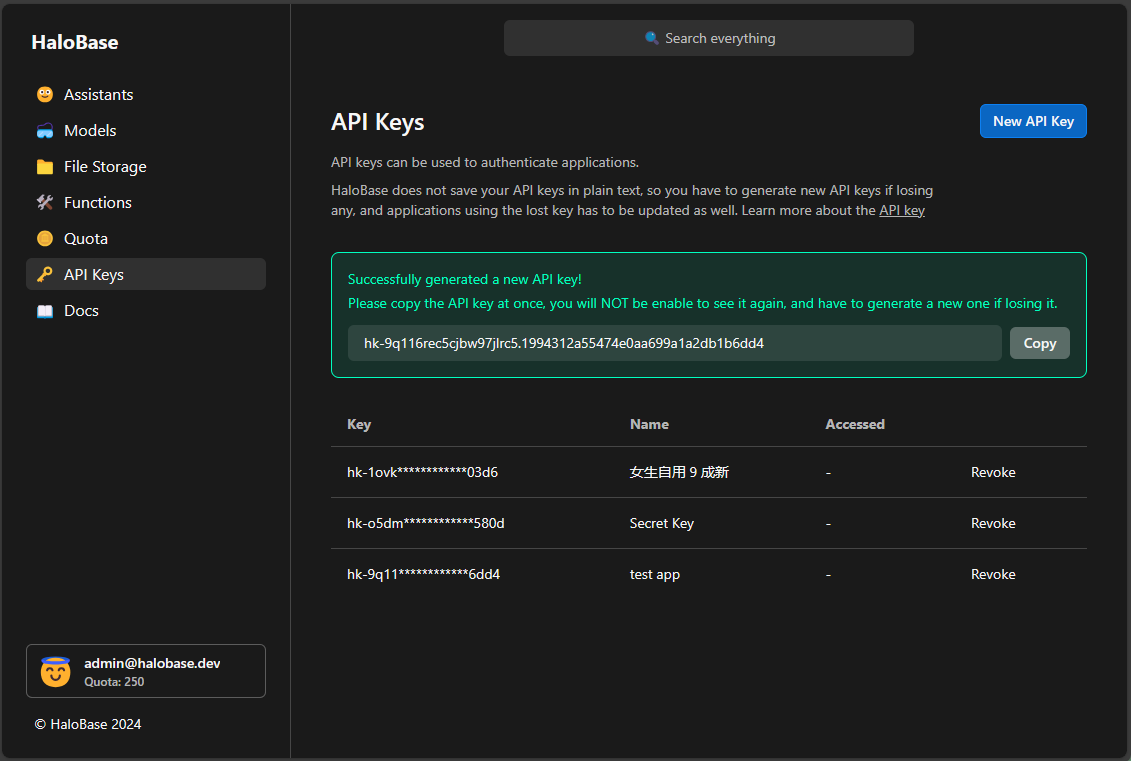 HaloBase
Search everything
Assistants
Models
File Storage
Functions
Quota
API Keys
Docs
API Keys
New API Key
API keys can be used to authenticate applications.
HaloBase does not save your API keys in plain text, so you have to generate new API keys if losing
any, and applications using the lost key has to be updated as well. Learn more about the API key
Successfully generated a new API key!
Please copy the API key at once, you will NOT be enable to see it again, and have to generate a new one if losing it.
hk-9q116rec5cjbw97jlrc5.1994312a55474e0aa699a1a2db1b6dd4
Copy
Key Name Accessed
hk-1ovk************03d6 女生自用 9 成新 - Revoke
hk-o5dm************580d Secret Key - Revoke
hk-9q11************6dd4 test app - Revoke
admin@halobase.dev
Quota: 250
© HaloBase 2024